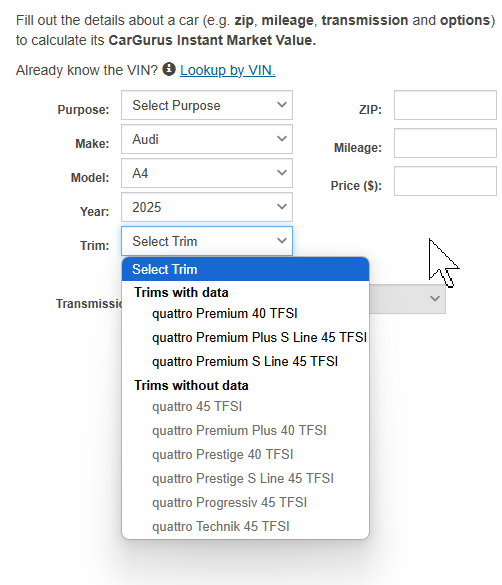 Fill out the details about a car (e.g. zip, mileage, transmission and options)
to calculate its CarGurus Instant Market Value.
Already know the VIN? Lookup by VIN.
Purpose: Select Purpose ZIP:
Make: Audi
Mileage:
Model: A4
Price ($):
Year: 2025
Trim: Select Trim
Select Trim
Trims with data
Transmissio
quattro Premium 40 TFSI
quattro Premium Plus S Line 45 TFSI
quattro Premium S Line 45 TFSI
Trims without data
quattro 45 TFSI
quattro Premium Plus 40 TFSI
quattro Prestige 40 TFSI
quattro Prestige S Line 45 TFSI
quattro Progressiv 45 TFSI
quattro Technik 45 TFSI